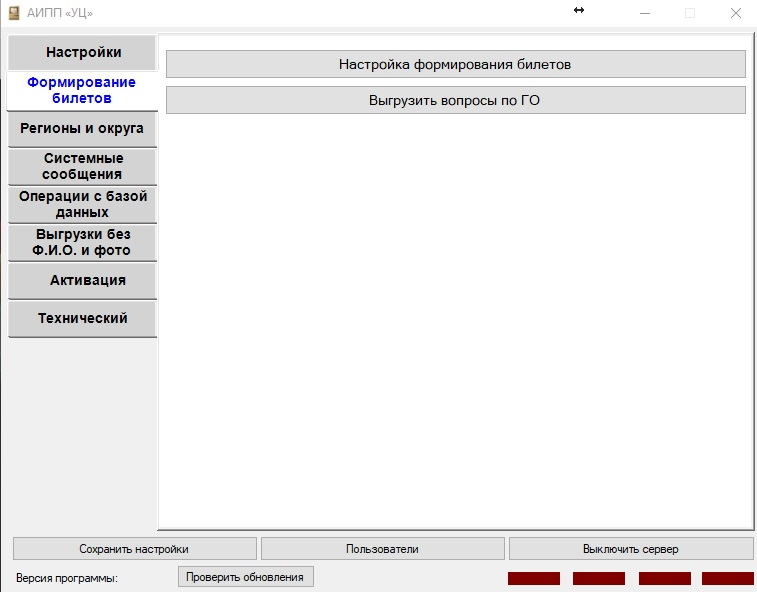 АИПП «УЦ»
Настройки
Формирование
билетов
Регионы и округа
Системные
сообщения
Операции с базой
данных
Выгрузки без
Ф.И.О. и фото
Активация
Технический
Настройка формирования билетов
Выгрузить вопросы по ГО
Сохранить настройки
Пользователи
Выключить сервер
Версия программы:
Проверить обновления